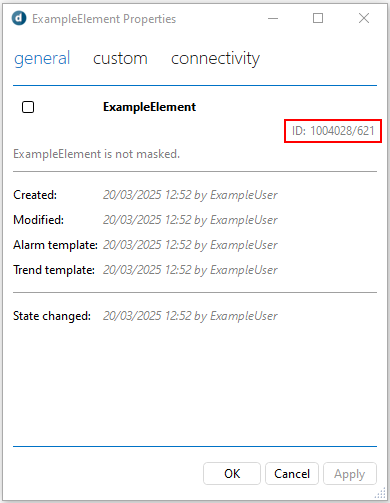 ExampleElement Properties
general custom connectivity
ExampleElement
ID: 1004028/621
ExampleElement is not masked.
Created: 20/03/2025 12:52 by ExampleUser
Modified: 20/03/2025 12:52 by ExampleUser
Alarm template: 20/03/2025 12:52 by ExampleUser
Trend template: 20/03/2025 12:52 by ExampleUser
State changed: 20/03/2025 12:52 by ExampleUser
OK Cancel Apply